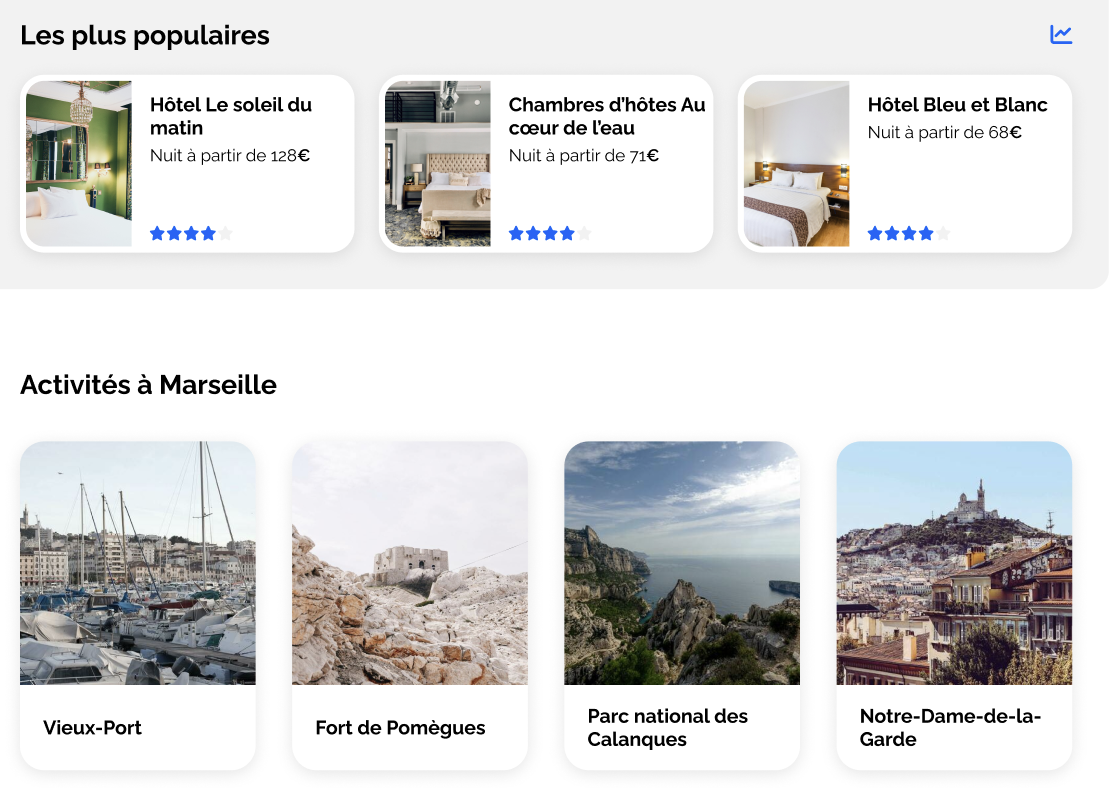 Les plus populaires
Hôtel Le soleil du
matin
Nuit à partir de 128€
Chambres d'hôtes Au
cœur de l'eau
Nuit à partir de 71€
Hôtel Bleu et Blanc
Nuit à partir de 68€
Activités à Marseille
Vieux-Port
Fort de Pomègues
Parc national des
Calanques
Notre-Dame-de-la-
Garde